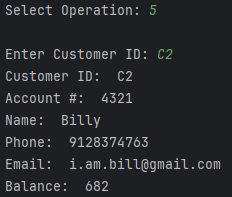 Select Operation: 5
Enter Customer ID: C2
Customer ID:  C2
Account #:  4321
Name:  Billy
Phone:  9128374763
Email:  i.am.bill@gmail.com
Balance:  682